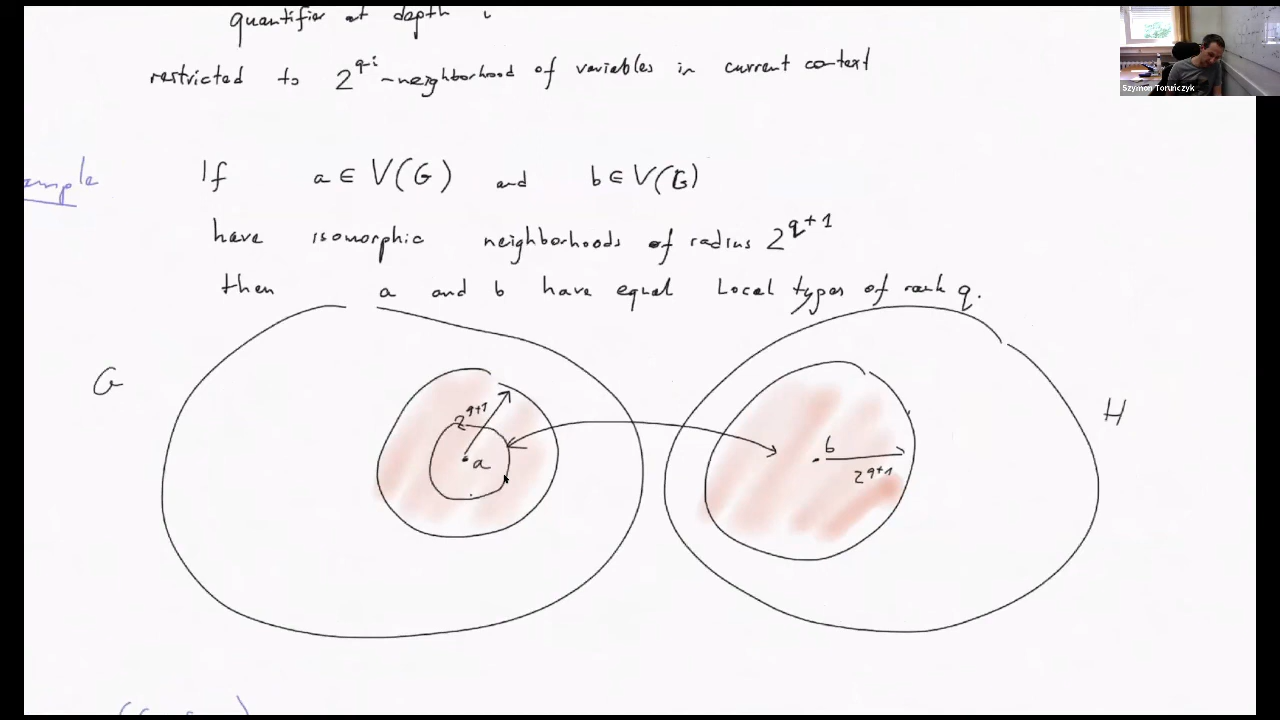 quantifier at depth i
restricted to 2^{q-i}-neighborhood of variables in current context
ample
If a ∈ V(G) and b ∈ V(G)
have isomorphic neighborhoods of radius 2^{q+1}
then a and b have equal local types of rank q.
G
2^{q+1}
a
b
2^{q+1}
H
Szymon Toruńczyk